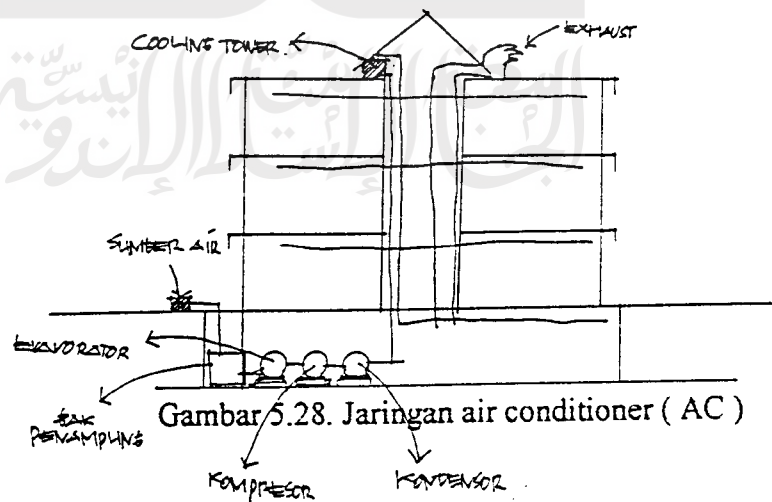 COOLING TOWER
EXHAUST
SUMBER AIR
EVAVORATOR
BAK
PENAMPUNG
Gambar 5.28. Jaringan air conditioner ( AC )
KOMPRESOR
KONDENSOR